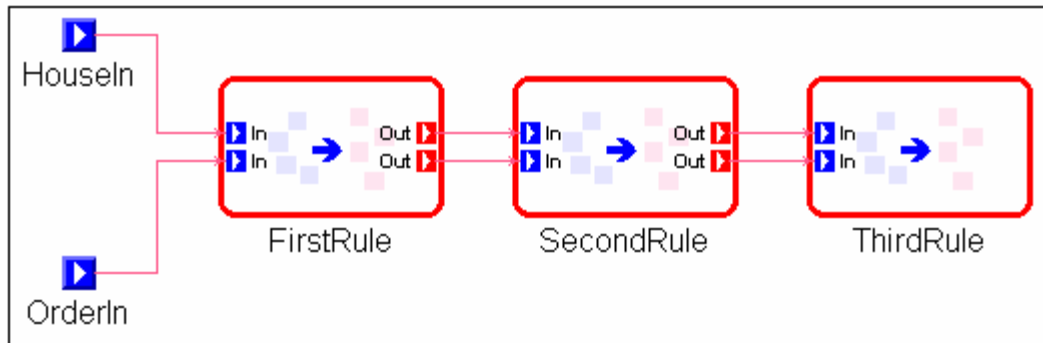 HouseIn
In Out In Out In
In Out In Out In
FirstRule SecondRule ThirdRule
OrderIn